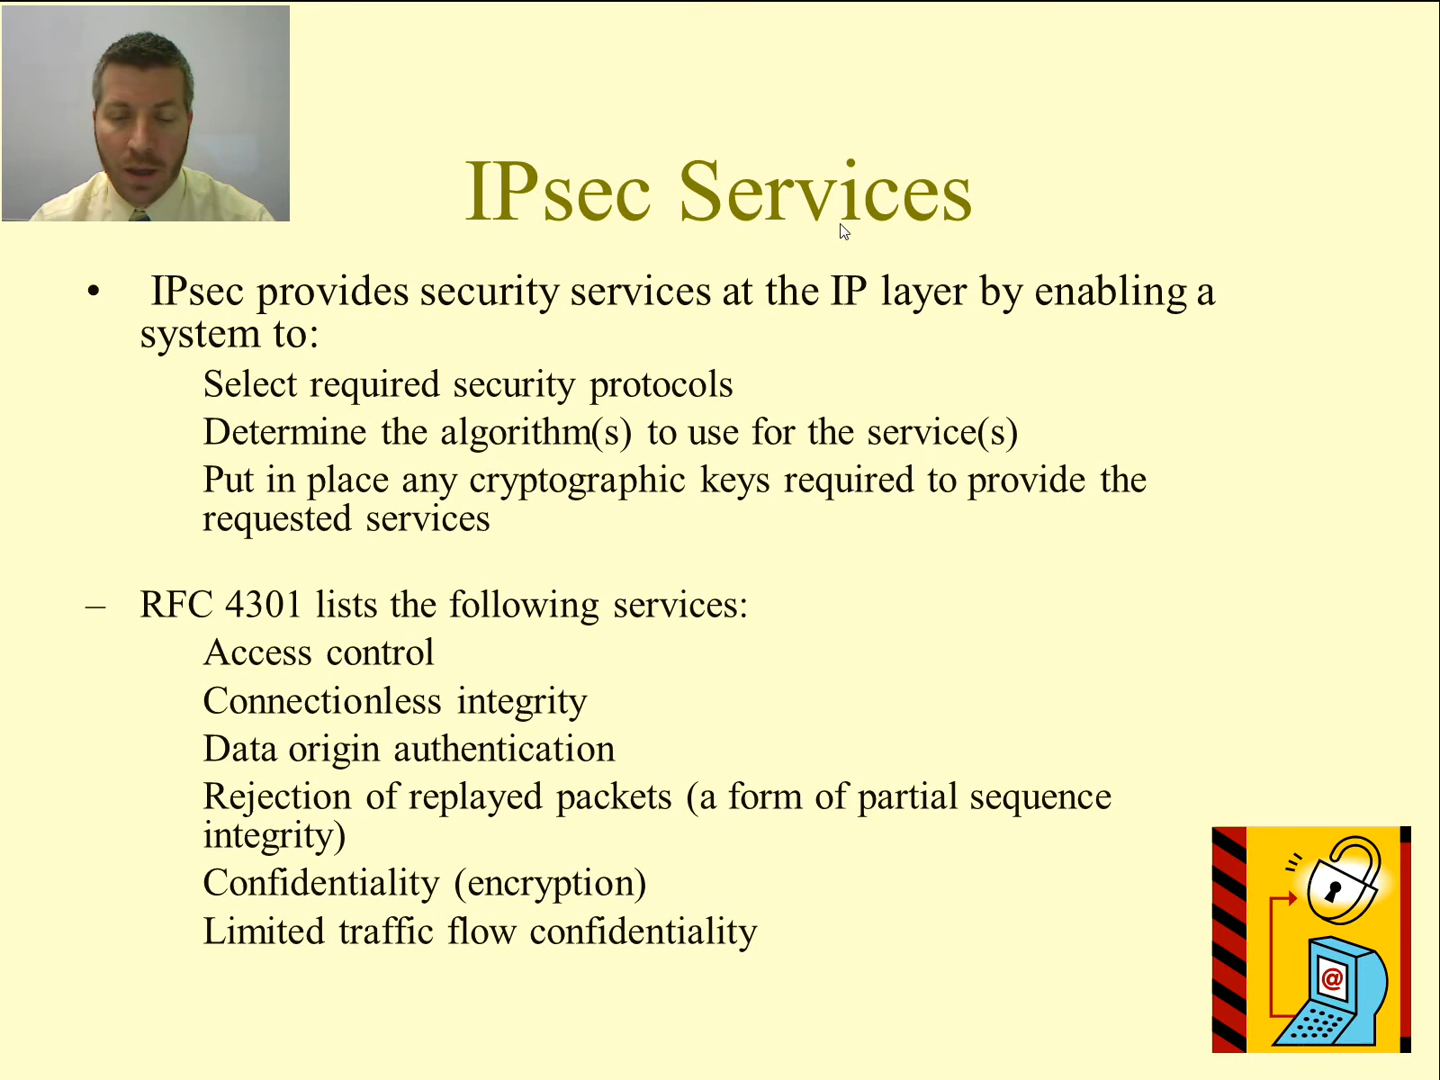 IPsec Services
• IPsec provides security services at the IP layer by enabling a
system to:
Select required security protocols
Determine the algorithm(s) to use for the service(s)
Put in place any cryptographic keys required to provide the
requested services
– RFC 4301 lists the following services:
Access control
Connectionless integrity
Data origin authentication
Rejection of replayed packets (a form of partial sequence
integrity)
Confidentiality (encryption)
Limited traffic flow confidentiality
@